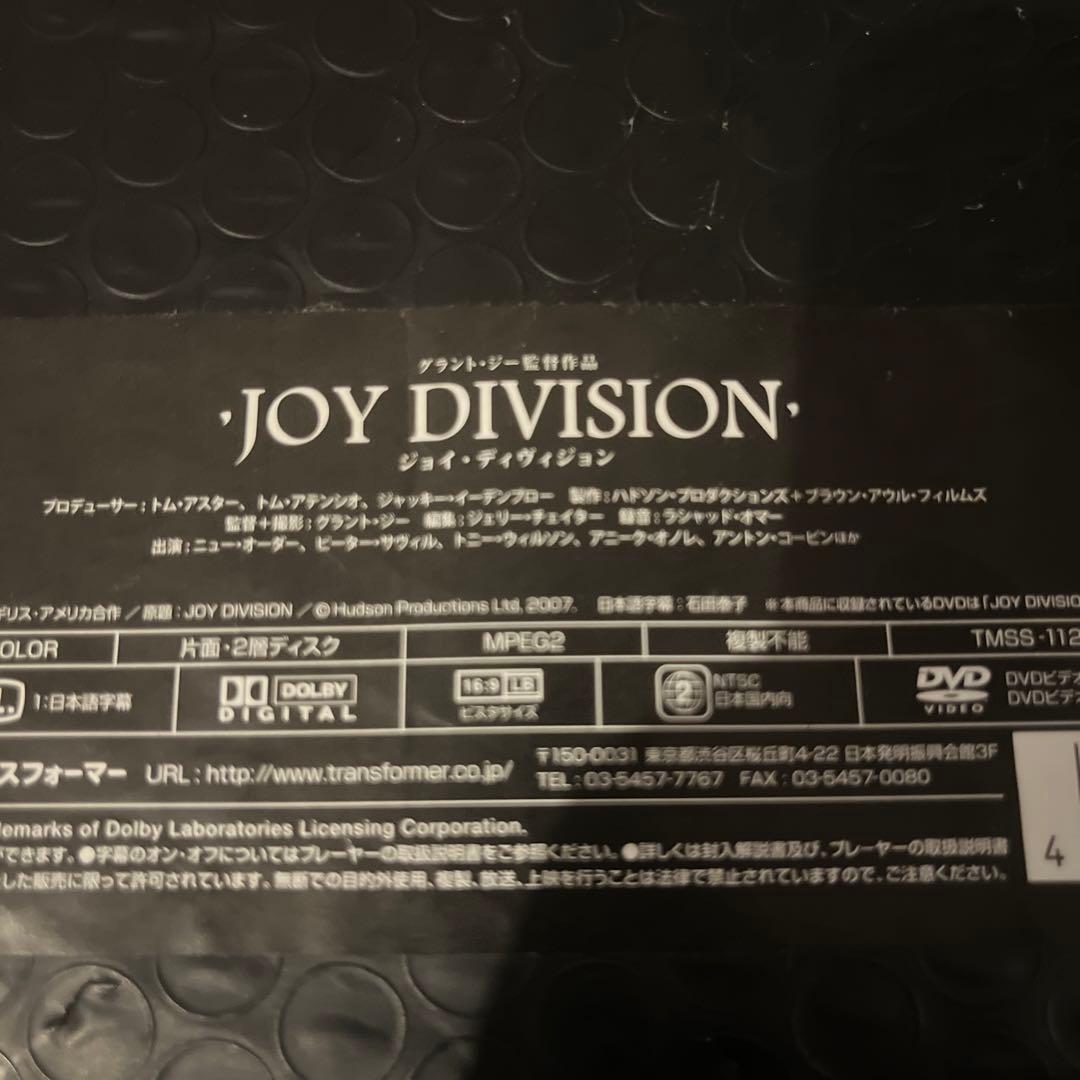 グラント・ジー監督作品
'JOY DIVISION'
ジョイ・ディヴィジョン
プロデューサー：トム・アスター、トム・アテンシオ、ジャッキー・イーデンブロー 製作：ハドソン・プロダクションズ＋ブラウン・アウル・フィルムズ
監督＋撮影：グラント・ジー 編集：ジェリー・チェイター 録音：ラシャッド・オマー
出演：ニュー・オーダー、ピーター・サヴィル、トニー・ウィルソン、アニーク・オノレ、アントン・コービンほか
ギリス・アメリカ合作／原題：JOY DIVISION／© Hudson Productions Ltd, 2007. 日本語字幕：石田泰子 ※本商品に収録されているDVDは「JOY DIVISIO
OLOR 片面・2層ディスク MPEG2 複製不能 TMSS-112
1:日本語字幕 DOLBY DIGITAL 16:9 LB ビスタサイズ 2 NTSC 日本国内向 DVD VIDEO DVDビデオ DVDビデオ
スフォーマー URL：http://www.transformer.co.jp/ 〒150-0031 東京都渋谷区桜丘町4-22 日本発明振興会館3F
TEL：03-5457-7767 FAX：03-5457-0080
emarks of Dolby Laboratories Licensing Corporation.
できます。●字幕のオン・オフについてはプレーヤーの取扱説明書をご参照ください。●詳しくは封入解説書及び、プレーヤーの取扱説明書
した販売に限って許可されています。無断での目的外使用、複製、放送、上映を行うことは法律で禁止されていますので、ご注意ください。
4